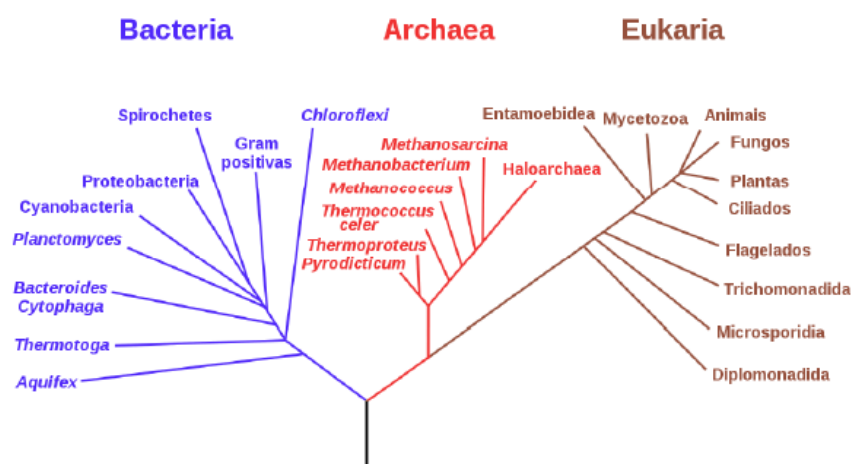 Bacteria
Archaea
Eukaria
Spirochetes
Chloroflexi
Gram
positivas
Proteobacteria
Cyanobacteria
Planctomyces
Bacteroides
Cytophaga
Thermotoga
Aquifex
Methanosarcina
Methanobacterium
Haloarchaea
Methanococcus
Thermococcus
celer
Thermoproteus
Pyrodicticum
Entamoebidea
Mycetozoa
Animais
Fungos
Plantas
Ciliados
Flagelados
Trichomonadida
Microsporidia
Diplomonadida